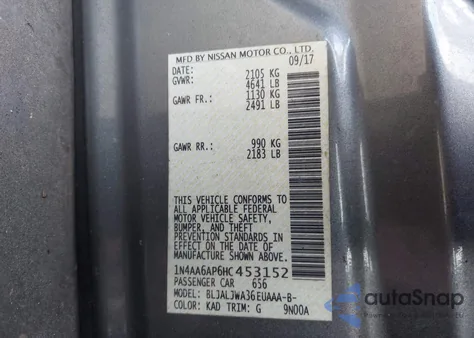 MFD BY NISSAN MOTOR CO., LTD.
DATE: 09/17
GVWR: 2105 KG
4641 LB
GAWR FR.: 1130 KG
2491 LB
GAWR RR.: 990 KG
2183 LB
THIS VEHICLE CONFORMS TO
ALL APPLICABLE FEDERAL
MOTOR VEHICLE SAFETY,
BUMPER, AND THEFT
PREVENTION STANDARDS
IN EFFECT ON THE DATE OF
MANUFACTURE SHOWN ABOVE.
1N4AA6AP6HC453152
PASSENGER CAR 656
MODEL: BLJALJWA36EUAAA-B-
COLOR: KAD TRIM: G 9N00A
autoSnap